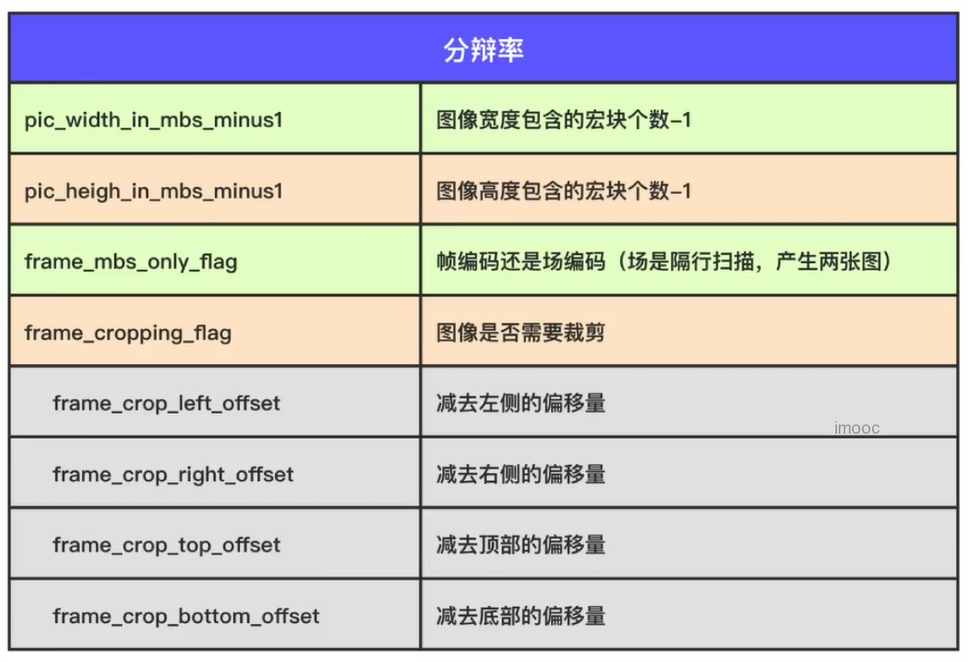 分辩率
pic_width_in_mbs_minus1
图像宽度包含的宏块个数-1
pic_heigh_in_mbs_minus1
图像高度包含的宏块个数-1
frame_mbs_only_flag
帧编码还是场编码（场是隔行扫描，产生两张图）
frame_cropping_flag
图像是否需要裁剪
frame_crop_left_offset
减去左侧的偏移量
imooc
frame_crop_right_offset
减去右侧的偏移量
frame_crop_top_offset
减去顶部的偏移量
frame_crop_bottom_offset
减去底部的偏移量